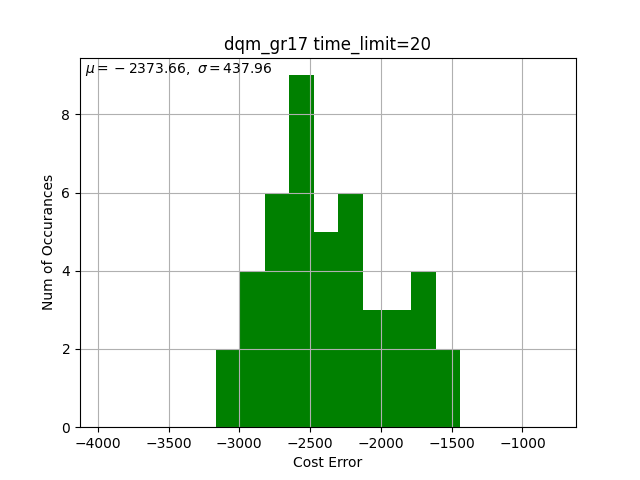 dqm_gr17 time_limit=20
μ = −2373.66, σ = 437.96
8
6
4
2
0
Num of Occurances
−4000 −3500 −3000 −2500 −2000 −1500 −1000
Cost Error